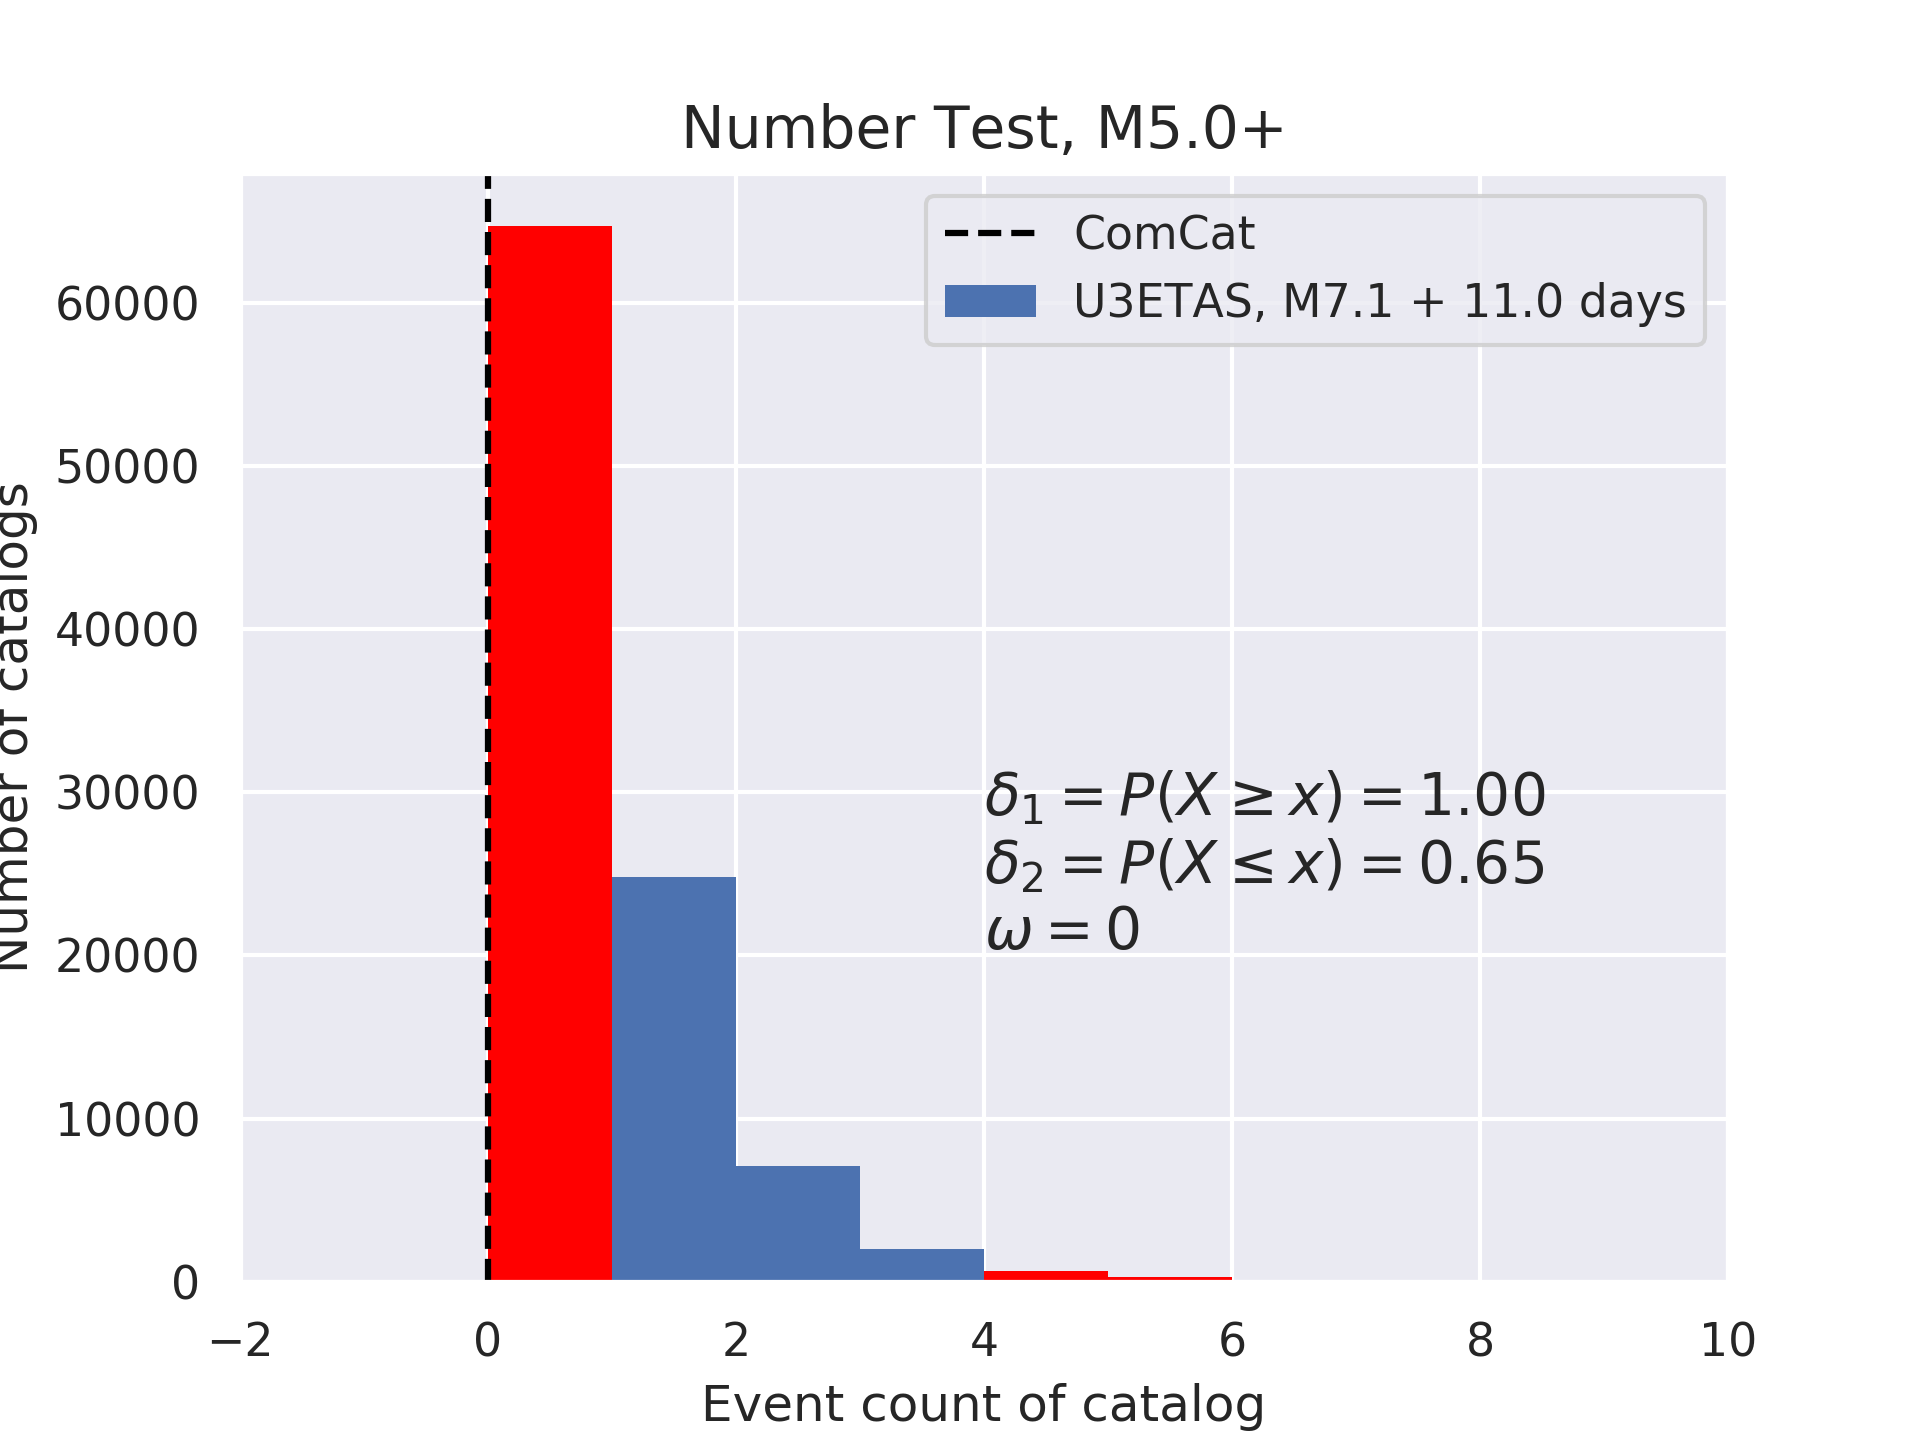 Number Test, M5.0+
ComCat
U3ETAS, M7.1 + 11.0 days
Number of catalogs
60000
50000
40000
30000
20000
10000
0
δ₁ = P(X ≥ x) = 1.00
δ₂ = P(X ≤ x) = 0.65
ω = 0
−2 0 2 4 6 8 10
Event count of catalog